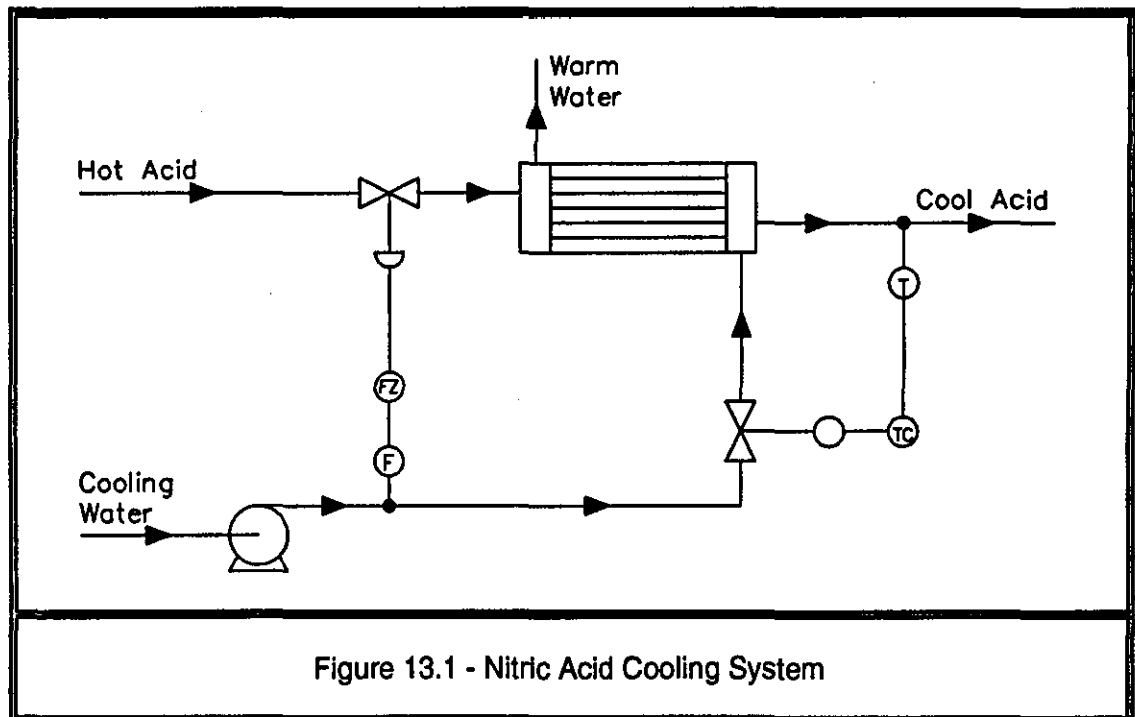 Warm
Water
Hot Acid
Cool Acid
T
FZ
TC
F
Cooling
Water
Figure 13.1 - Nitric Acid Cooling System